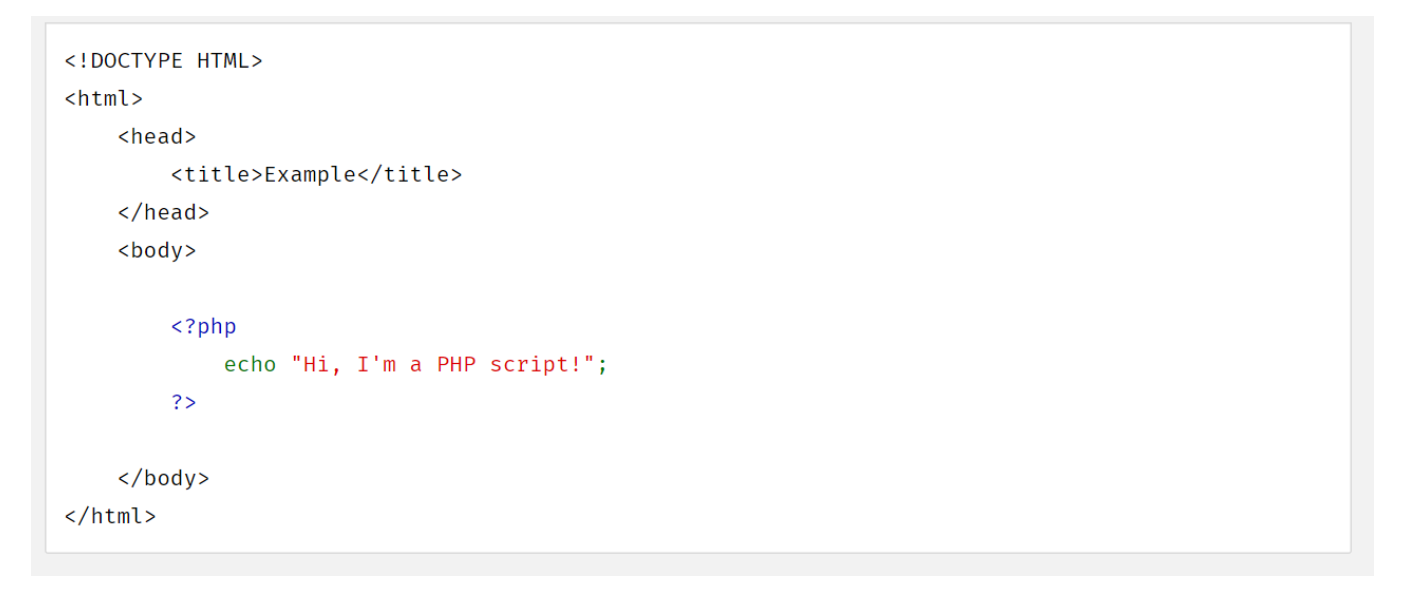 <!DOCTYPE HTML>
<html>
    <head>
        <title>Example</title>
    </head>
    <body>

        <?php
            echo "Hi, I'm a PHP script!";
        ?>

    </body>
</html>